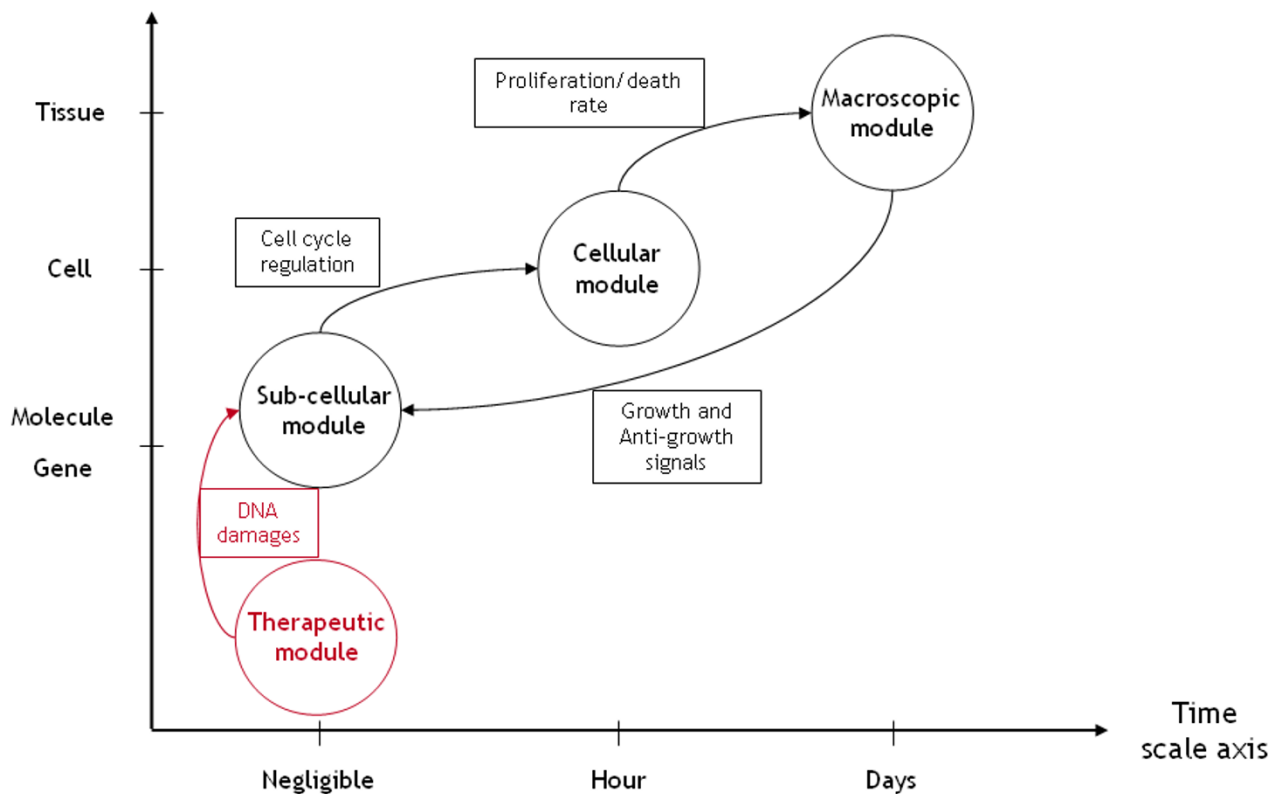 Proliferation/death
rate
Macroscopic
module
Tissue
Cell cycle
regulation
Cellular
module
Cell
Sub-cellular
module
Molecule
Gene
Growth and
Anti-growth
signals
DNA
damages
Therapeutic
module
Time
scale axis
Negligible
Hour
Days